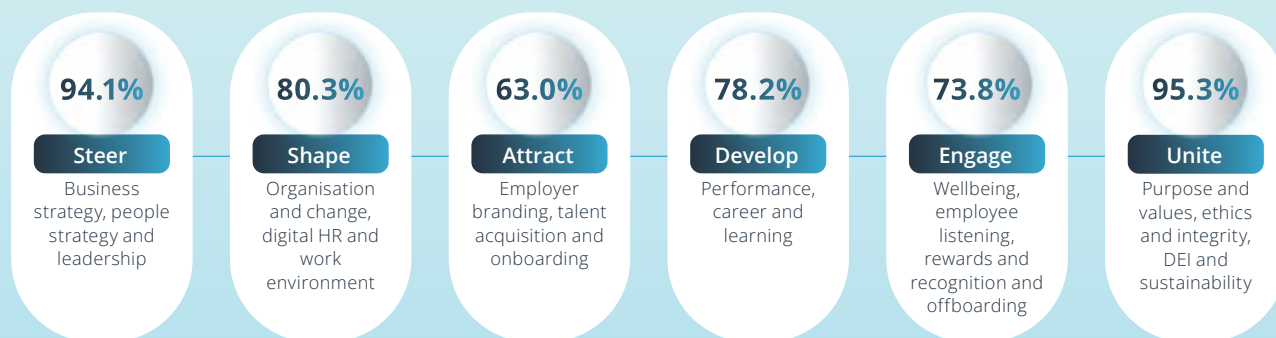 94.1%
Steer
Business
strategy, people
strategy and
leadership
80.3%
Shape
Organisation
and change,
digital HR and
work
environment
63.0%
Attract
Employer
branding, talent
acquisition and
onboarding
78.2%
Develop
Performance,
career and
learning
73.8%
Engage
Wellbeing,
employee
listening,
rewards and
recognition and
offboarding
95.3%
Unite
Purpose and
values, ethics
and integrity,
DEI and
sustainability